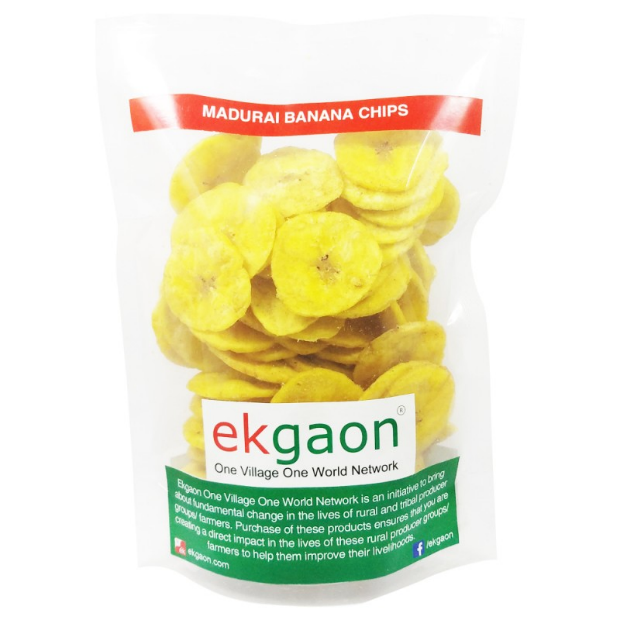 MADURAI BANANA CHIPS
ekgaon ®
One Village One World Network
Ekgaon One Village One World Network is an initiative to bring
about fundamental change in the lives of rural and tribal producer
groups/ farmers. Purchase of these products ensures that you are
creating a direct impact in the lives of these rural producer groups/
farmers to help them improve their livelihoods.
ekgaon.com
f /ekgaon